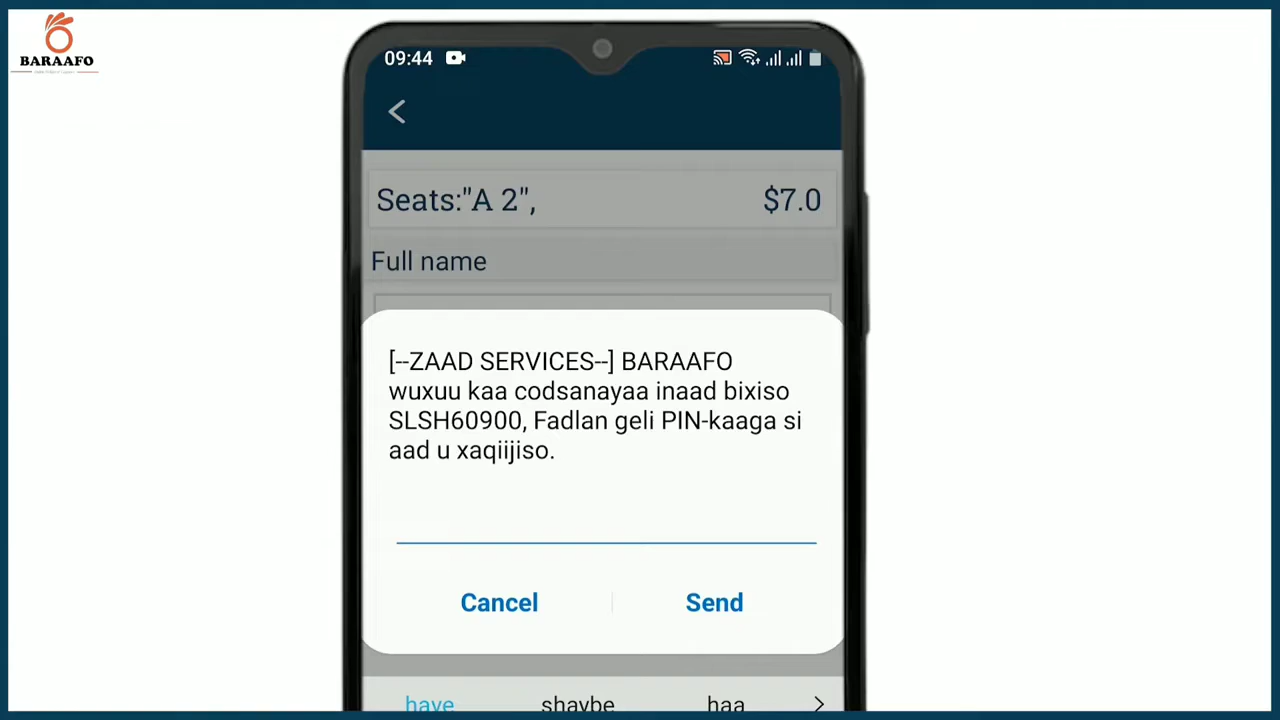 BARAAFO
09:44
Seats:"A 2", $7.0
Full name
[--ZAAD SERVICES--] BARAAFO
wuxuu kaa codsanayaa inaad bixiso
SLSH60900, Fadlan geli PIN-kaaga si
aad u xaqiijiso.
Cancel Send
have shaybe haa